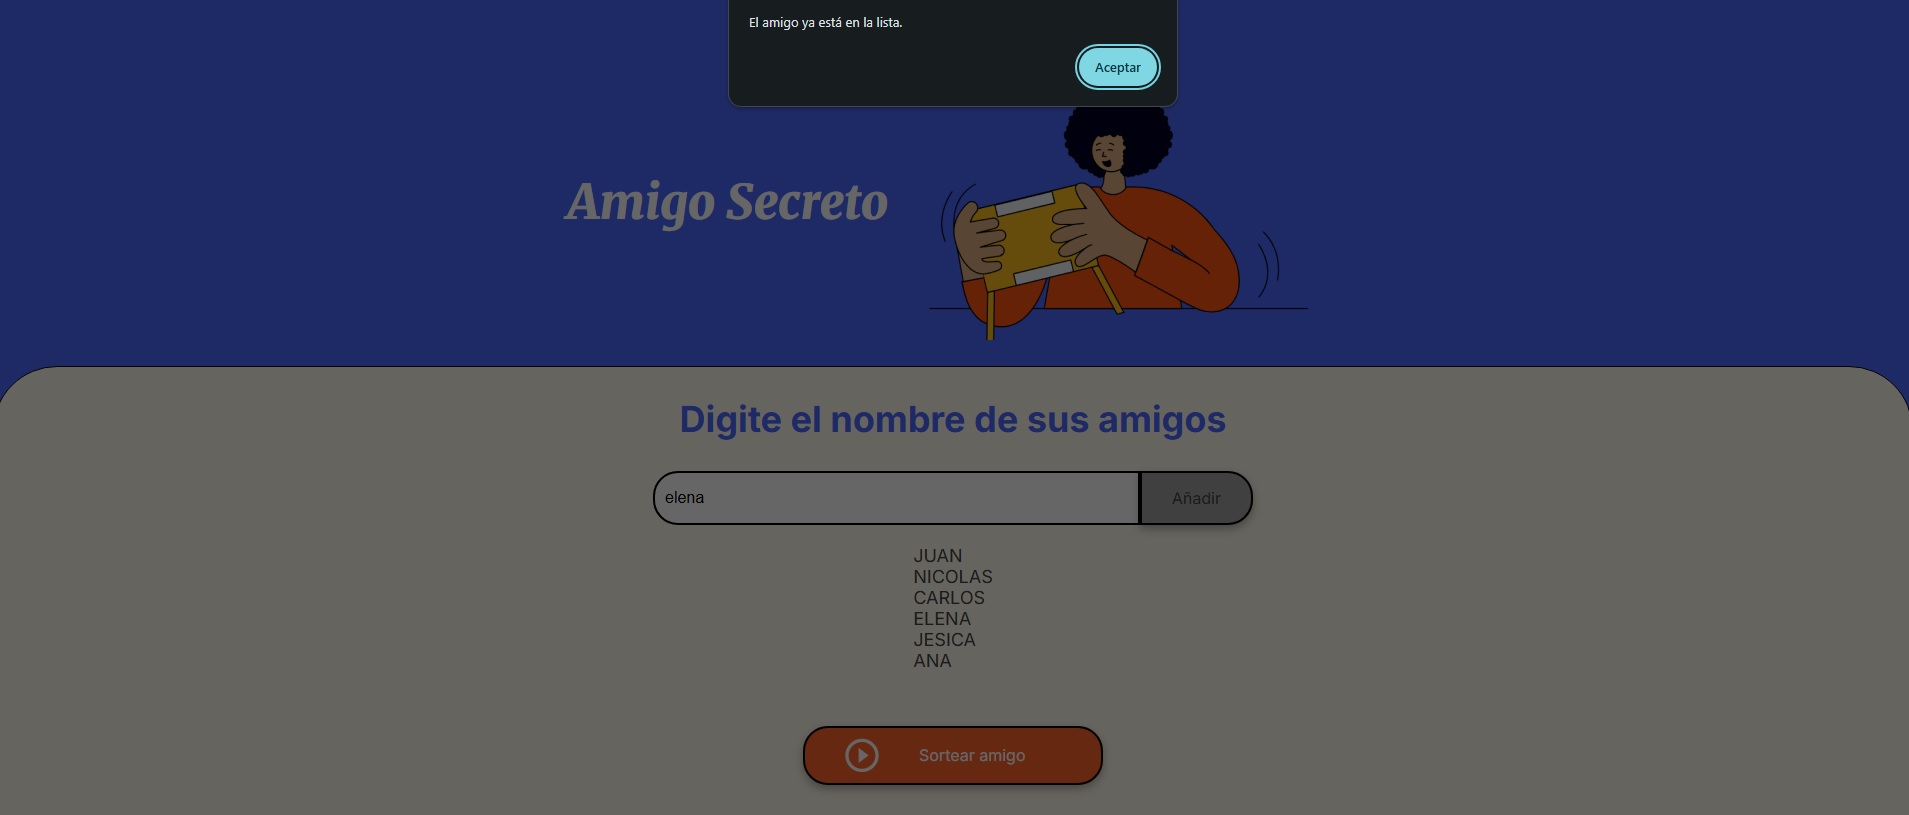 El amigo ya está en la lista.
Aceptar
Amigo Secreto
Digite el nombre de sus amigos
elena
Añadir
JUAN
NICOLAS
CARLOS
ELENA
JESICA
ANA
Sortear amigo